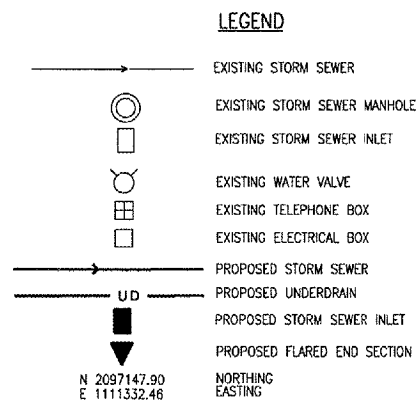 LEGEND
EXISTING STORM SEWER
EXISTING STORM SEWER MANHOLE
EXISTING STORM SEWER INLET
EXISTING WATER VALVE
EXISTING TELEPHONE BOX
EXISTING ELECTRICAL BOX
PROPOSED STORM SEWER
UD PROPOSED UNDERDRAIN
PROPOSED STORM SEWER INLET
PROPOSED FLARED END SECTION
N 2097147.90 NORTHING
E 1111332.46 EASTING